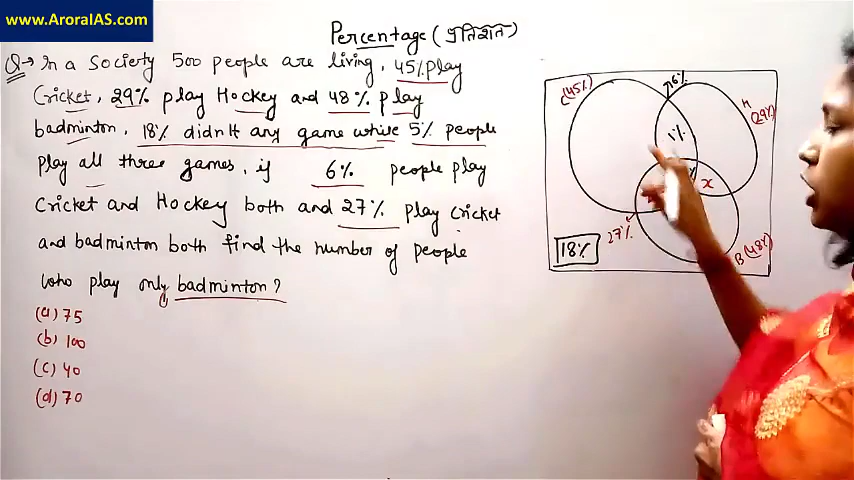 www.AroraIAS.com
Percentage (प्रतिशत)
Q→ In a society 500 people are living, 45% play
Cricket, 29% play Hockey and 48% play
badminton, 18% didn't any game while 5% people
play all three games, if 6% people play
Cricket and Hockey both and 27% play cricket
and badminton both find the number of people
who play only badminton?
(a) 75
(b) 100
(c) 40
(d) 70
C(45%)
6%
H
(29%)
1%
x
27%
B(48%)
18%